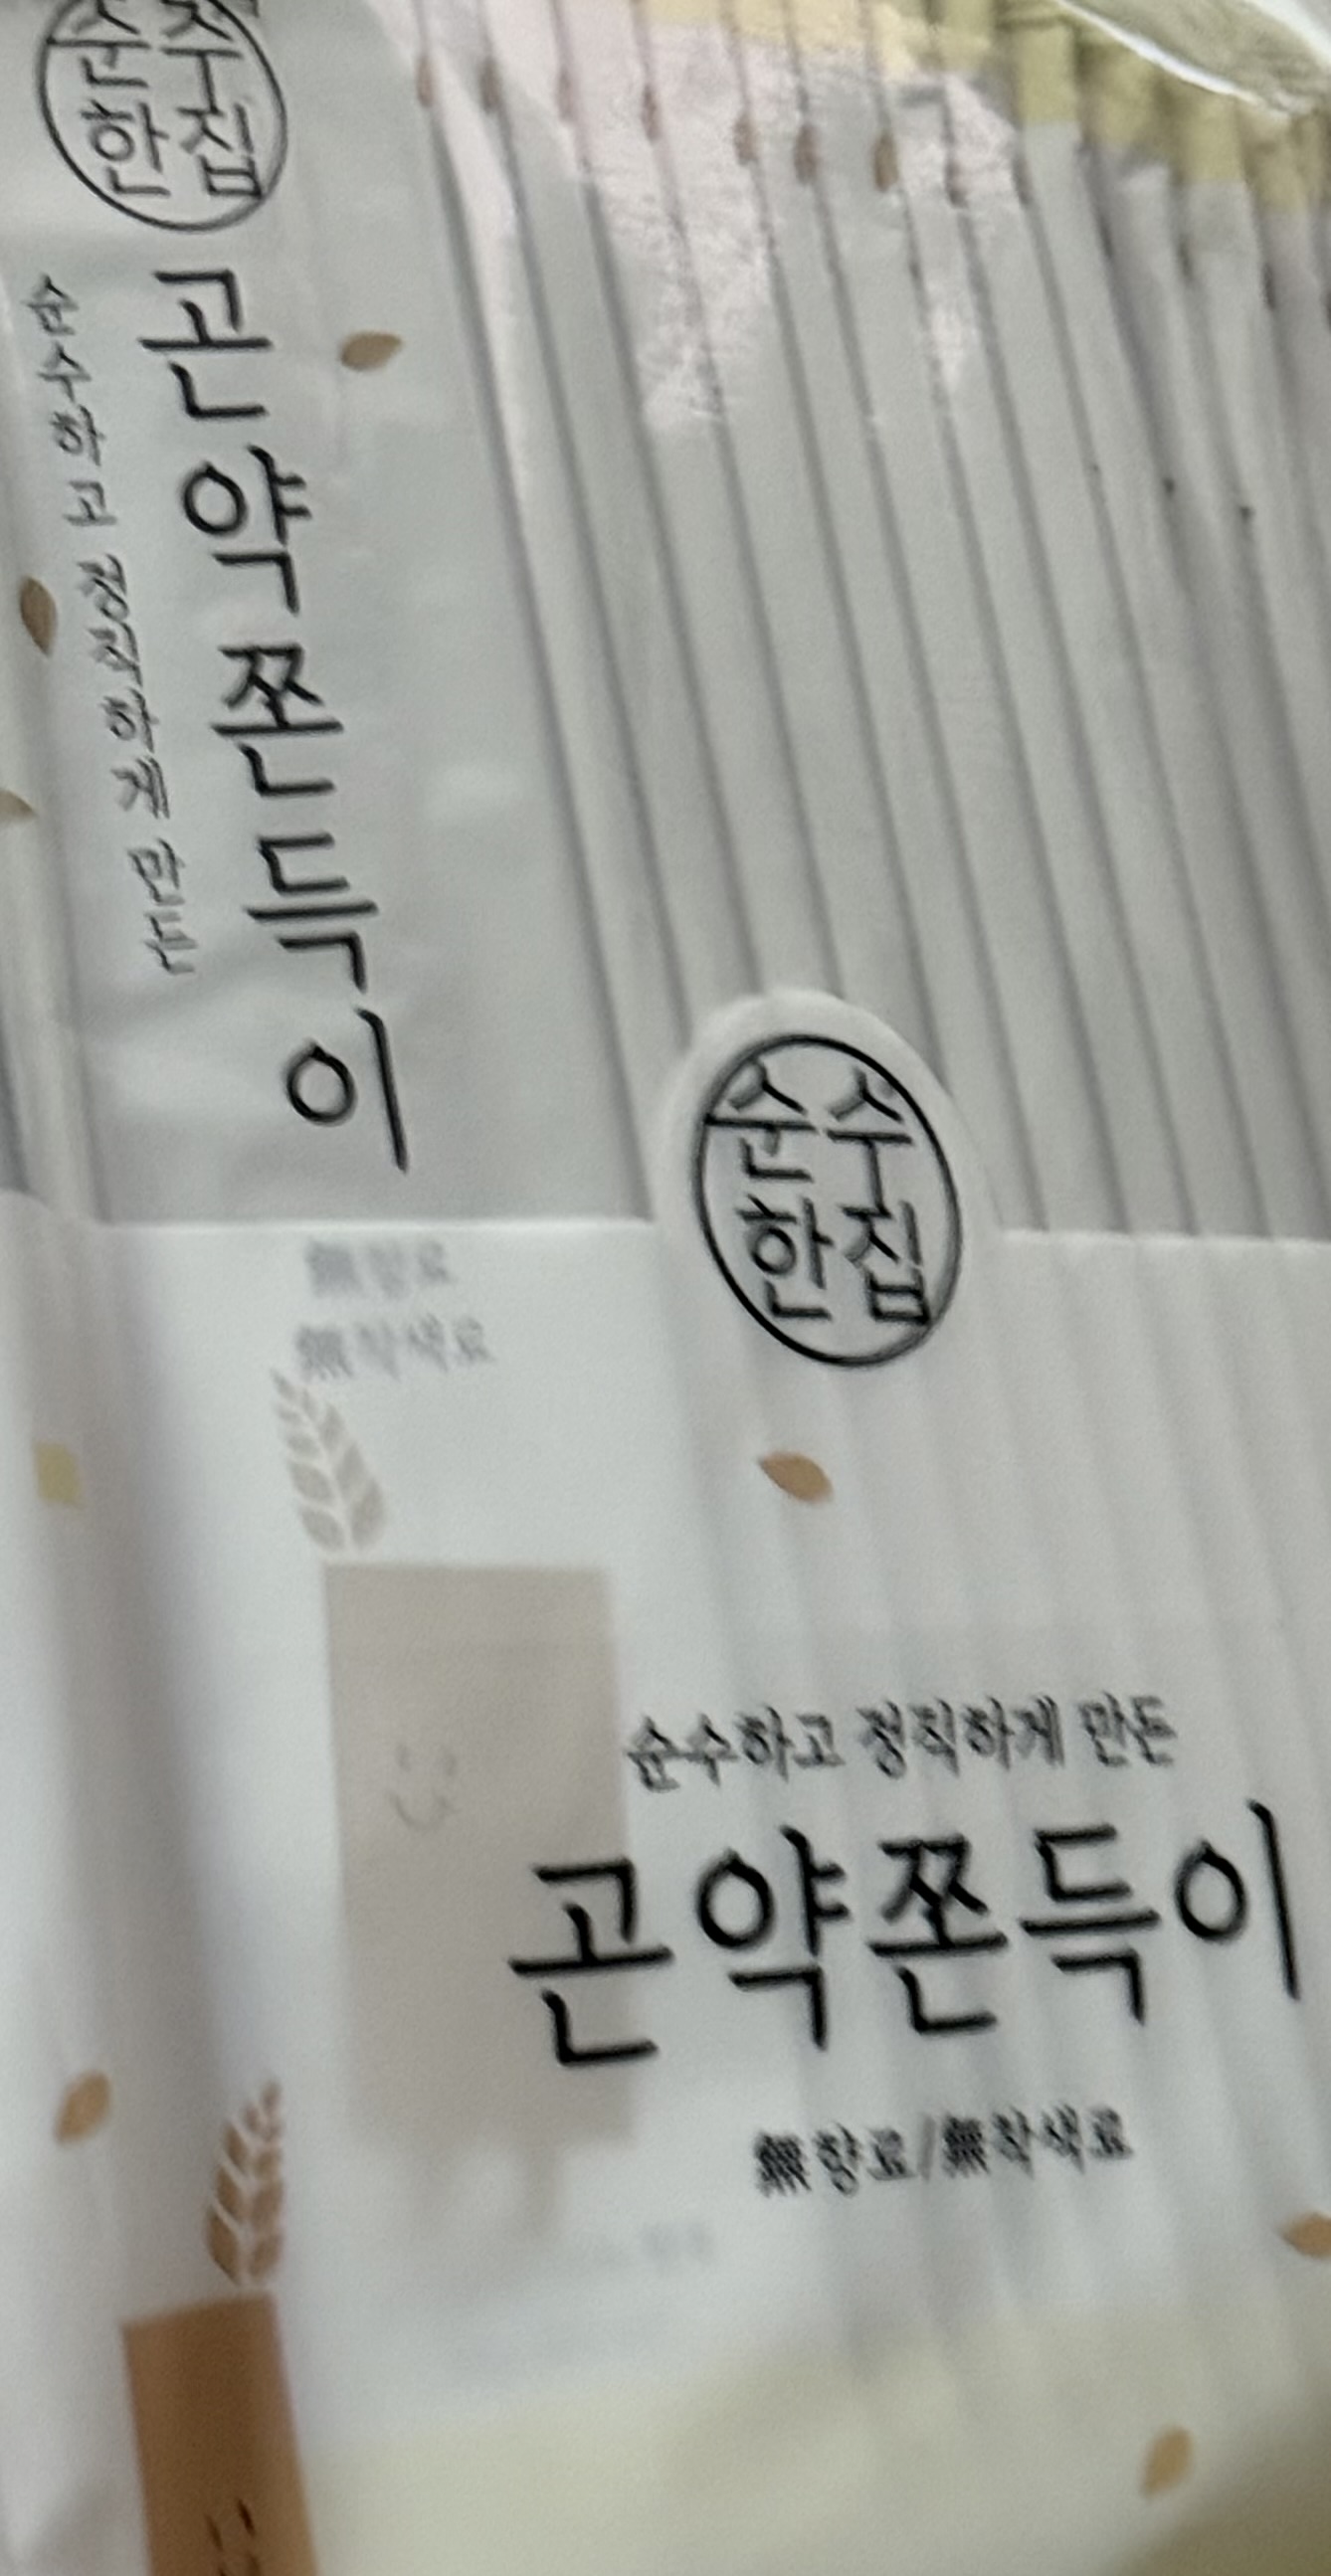 순수
한집
곤약쫀득이
순수하고 정직하게 만든
순수
한집
無향료
無착색료
순수하고 정직하게 만든
곤약쫀득이
無향료/無착색료